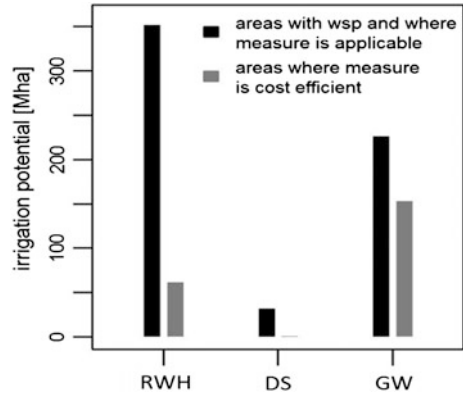 areas with wsp and where
measure is applicable
areas where measure
is cost efficient
irrigation potential [Mha]
300
200
100
0
RWH DS GW